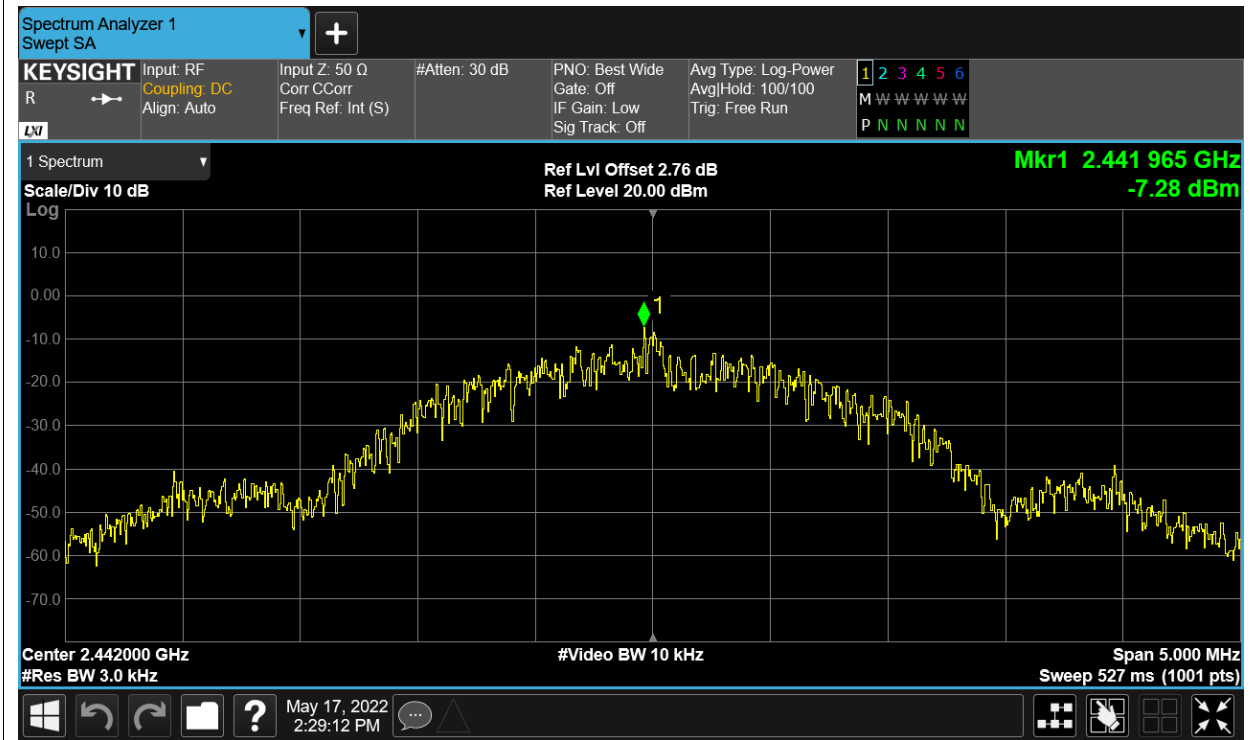 Spectrum Analyzer 1
Swept SA
KEYSIGHT
R
LXI
Input: RF
Coupling: DC
Align: Auto
Input Z: 50 Ω
Corr CCorr
Freq Ref: Int (S)
#Atten: 30 dB
PNO: Best Wide
Gate: Off
IF Gain: Low
Sig Track: Off
Avg Type: Log-Power
Avg|Hold: 100/100
Trig: Free Run
1 2 3 4 5 6
M W W W W W
P N N N N N
1 Spectrum
Scale/Div 10 dB
Log
Ref Lvl Offset 2.76 dB
Ref Level 20.00 dBm
Mkr1 2.441 965 GHz
-7.28 dBm
10.0
0.00
1
-10.0
-20.0
-30.0
-40.0
-50.0
-60.0
-70.0
Center 2.442000 GHz
#Res BW 3.0 kHz
#Video BW 10 kHz
Span 5.000 MHz
Sweep 527 ms (1001 pts)
?
May 17, 2022
2:29:12 PM